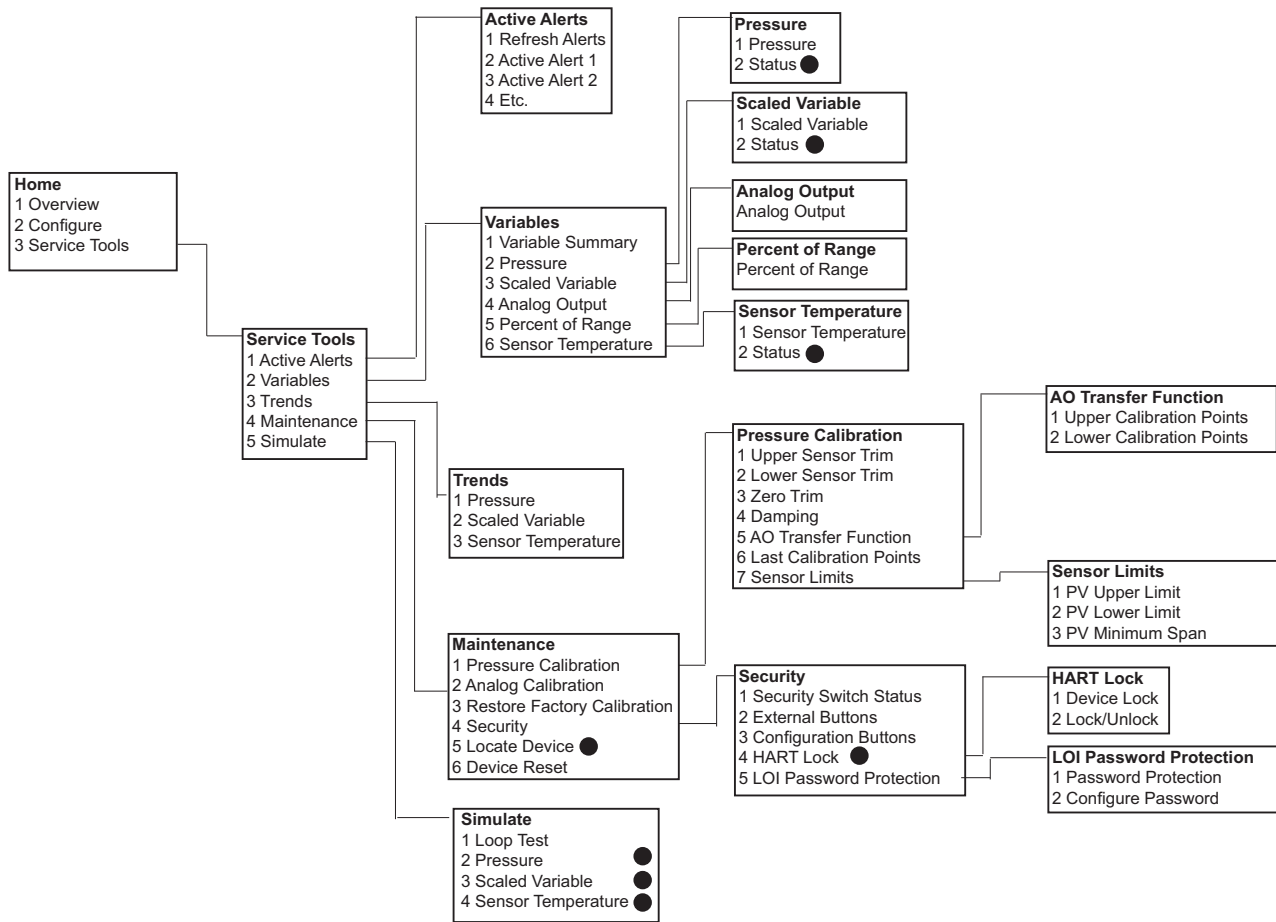 Home
1 Overview
2 Configure
3 Service Tools
Service Tools
1 Active Alerts
2 Variables
3 Trends
4 Maintenance
5 Simulate
Active Alerts
1 Refresh Alerts
2 Active Alert 1
3 Active Alert 2
4 Etc.
Variables
1 Variable Summary
2 Pressure
3 Scaled Variable
4 Analog Output
5 Percent of Range
6 Sensor Temperature
Trends
1 Pressure
2 Scaled Variable
3 Sensor Temperature
Maintenance
1 Pressure Calibration
2 Analog Calibration
3 Restore Factory Calibration
4 Security
5 Locate Device
6 Device Reset
Simulate
1 Loop Test
2 Pressure
3 Scaled Variable
4 Sensor Temperature
Pressure
1 Pressure
2 Status
Scaled Variable
1 Scaled Variable
2 Status
Analog Output
Analog Output
Percent of Range
Percent of Range
Sensor Temperature
1 Sensor Temperature
2 Status
Pressure Calibration
1 Upper Sensor Trim
2 Lower Sensor Trim
3 Zero Trim
4 Damping
5 AO Transfer Function
6 Last Calibration Points
7 Sensor Limits
Security
1 Security Switch Status
2 External Buttons
3 Configuration Buttons
4 HART Lock
5 LOI Password Protection
AO Transfer Function
1 Upper Calibration Points
2 Lower Calibration Points
Sensor Limits
1 PV Upper Limit
2 PV Lower Limit
3 PV Minimum Span
HART Lock
1 Device Lock
2 Lock/Unlock
LOI Password Protection
1 Password Protection
2 Configure Password